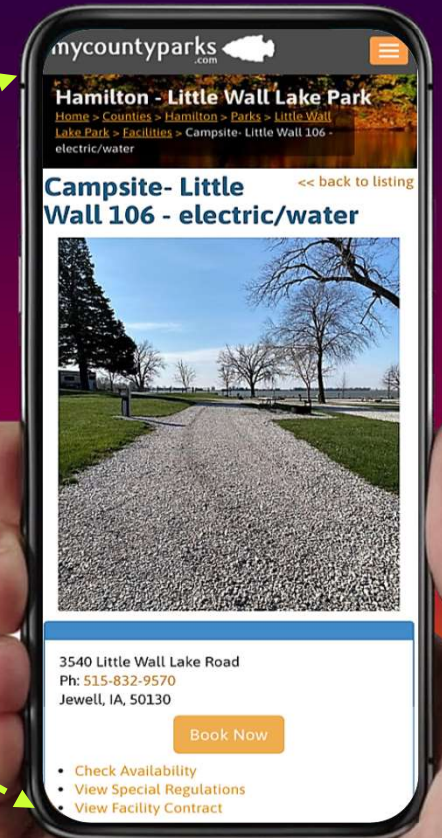 mycountyparks
.com
Hamilton - Little Wall Lake Park
Home > Counties > Hamilton > Parks > Little Wall
Lake Park > Facilities > Campsite- Little Wall 106 -
electric/water
<< back to listing
Campsite- Little
Wall 106 - electric/water
3540 Little Wall Lake Road
Ph: 515-832-9570
Jewell, IA, 50130
Book Now
• Check Availability
• View Special Regulations
• View Facility Contract